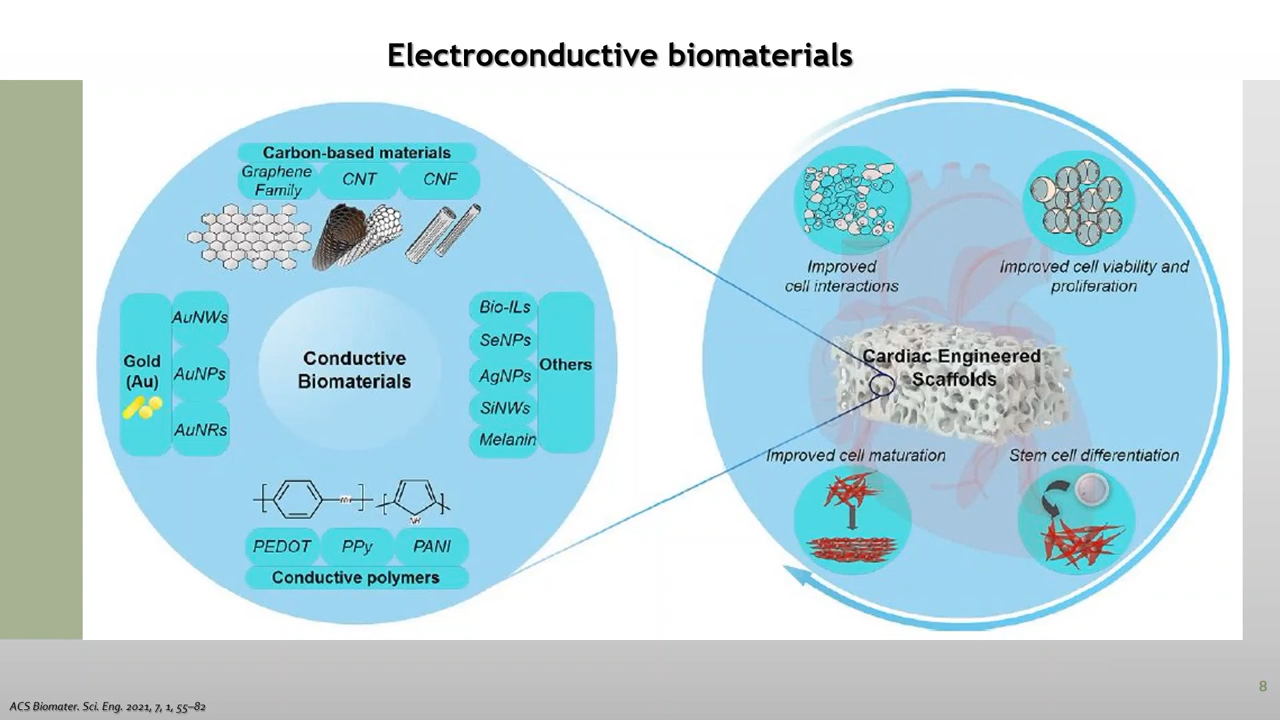 Electroconductive biomaterials
Carbon-based materials
Graphene
Family
CNT
CNF
Gold
(Au)
AuNWs
AuNPs
AuNRs
Conductive
Biomaterials
Bio-ILs
SeNPs
AgNPs
SiNWs
Melanin
Others
NH
NH
PEDOT
PPy
PANI
Conductive polymers
Improved
cell interactions
Improved cell viability and
proliferation
Cardiac Engineered
Scaffolds
Improved cell maturation
Stem cell differentiation
8
ACS Biomater. Sci. Eng. 2021, 7, 1, 55–82